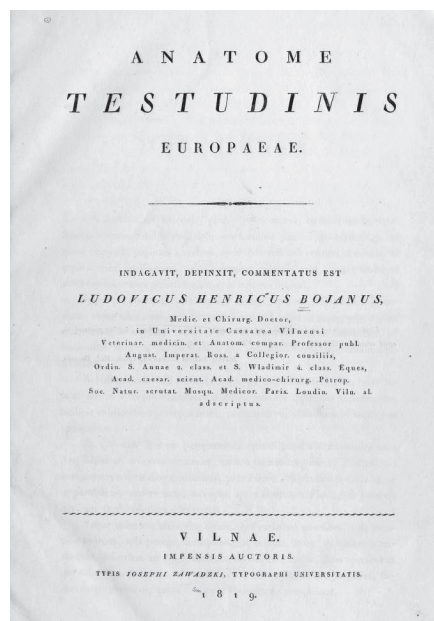 ANATOME
TESTUDINIS
EUROPAEAE.
INDAGAVIT, DEPINXIT, COMMENTATUS EST
LUDOVICUS HENRICUS BOJANUS,
Medic. et Chirurg. Doctor,
in Universitate Caesarea Vilnensi
Veterinar. medicin. et Anatom. compar. Professor publ.
August. Imperat. Ross. a Collegior. consiliis,
Ordin. S. Annae 2. class. et S. Wladimir 4. class. Eques,
Acad. caesar. scient. Acad. medico-chirurg. Petrop.
Soc. Natur. scrutat. Mosqu. Medicor. Paris. Londin. Viln. al.
adscriptus.
VILNAE.
IMPENSIS AUCTORIS.
TYPIS JOSEPHI ZAWADZKI, TYPOGRAPHI UNIVERSITATIS.
1819.